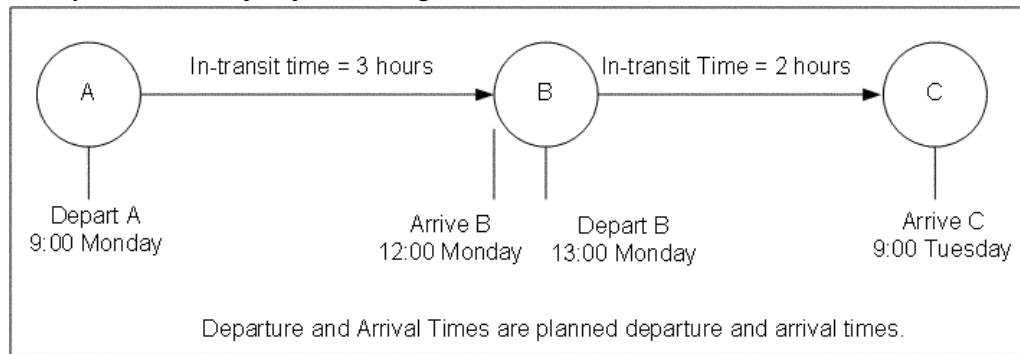 In-transit time = 3 hours
In-transit Time = 2 hours
A
B
C
Depart A
9:00 Monday
Arrive B
12:00 Monday
Depart B
13:00 Monday
Arrive C
9:00 Tuesday
Departure and Arrival Times are planned departure and arrival times.